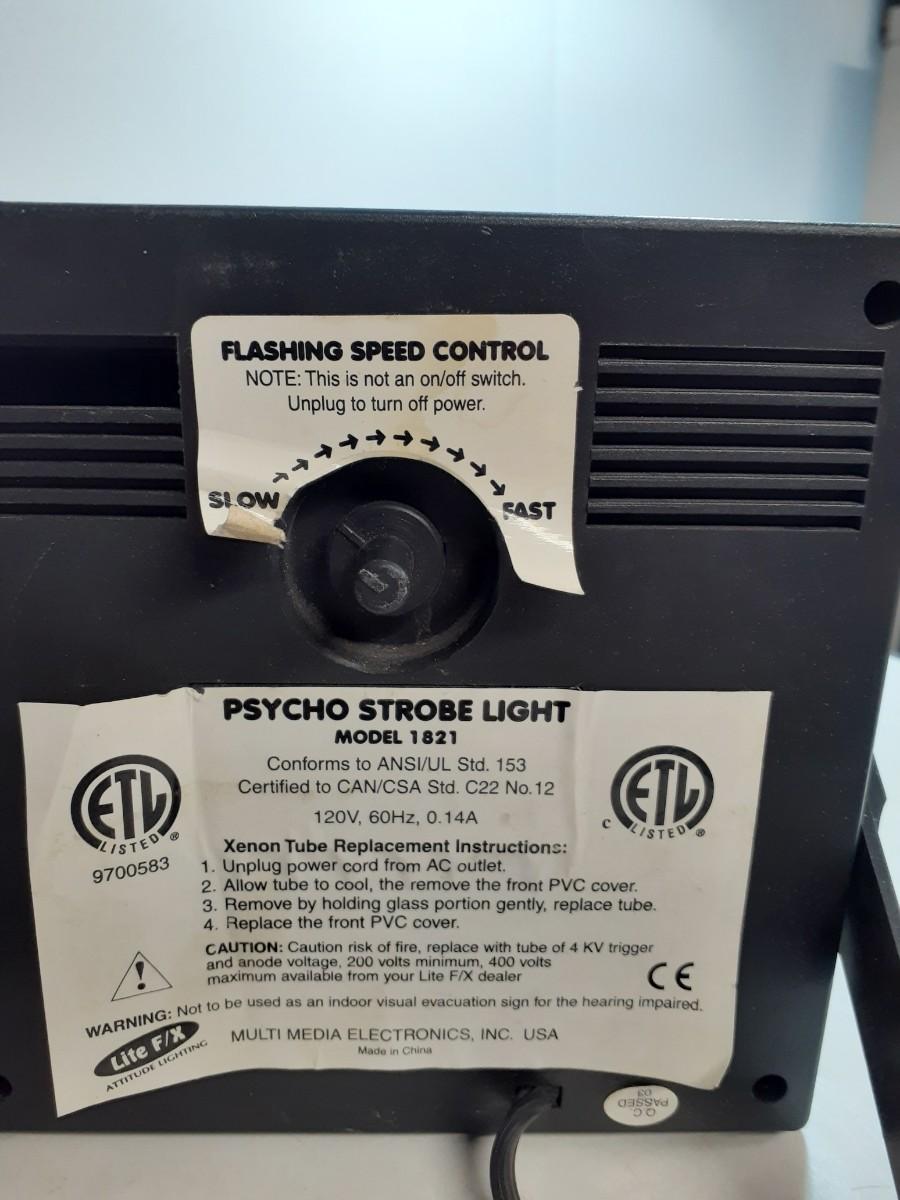 FLASHING SPEED CONTROL
NOTE: This is not an on/off switch.
Unplug to turn off power.
SLOW
FAST
PSYCHO STROBE LIGHT
MODEL 1821
Conforms to ANSI/UL Std. 153
Certified to CAN/CSA Std. C22 No.12
120V, 60Hz, 0.14A
ETL
LISTED®
9700583
c
ETL
LISTED®
Xenon Tube Replacement Instructions:
1. Unplug power cord from AC outlet.
2. Allow tube to cool, the remove the front PVC cover.
3. Remove by holding glass portion gently, replace tube.
4. Replace the front PVC cover.
CAUTION: Caution risk of fire, replace with tube of 4 KV trigger
and anode voltage, 200 volts minimum, 400 volts
maximum available from your Lite F/X dealer
!
CE
WARNING: Not to be used as an indoor visual evacuation sign for the hearing impaired.
Lite F/X
ATTITUDE LIGHTING
MULTI MEDIA ELECTRONICS, INC. USA
Made in China
Q.C.
PASSED
03